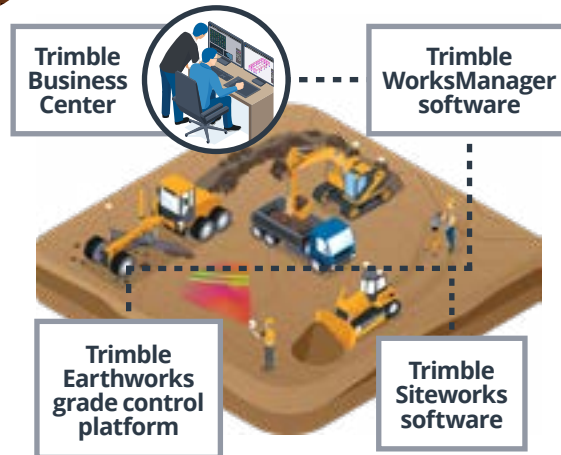 Trimble
Business
Center
Trimble
WorksManager
software
Trimble
Earthworks
grade control
platform
Trimble
Siteworks
software